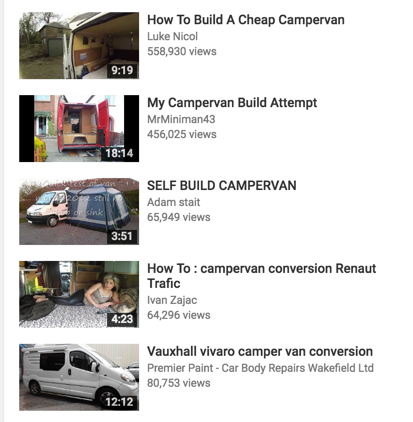 How To Build A Cheap Campervan
Luke Nicol
558,930 views
9:19
My Campervan Build Attempt
MrMiniman43
456,025 views
18:14
SELF BUILD CAMPERVAN
Adam stait
65,949 views
3:51
How To : campervan conversion Renaut
Trafic
Ivan Zajac
64,296 views
4:23
Vauxhall vivaro camper van conversion
Premier Paint - Car Body Repairs Wakefield Ltd
80,753 views
12:12